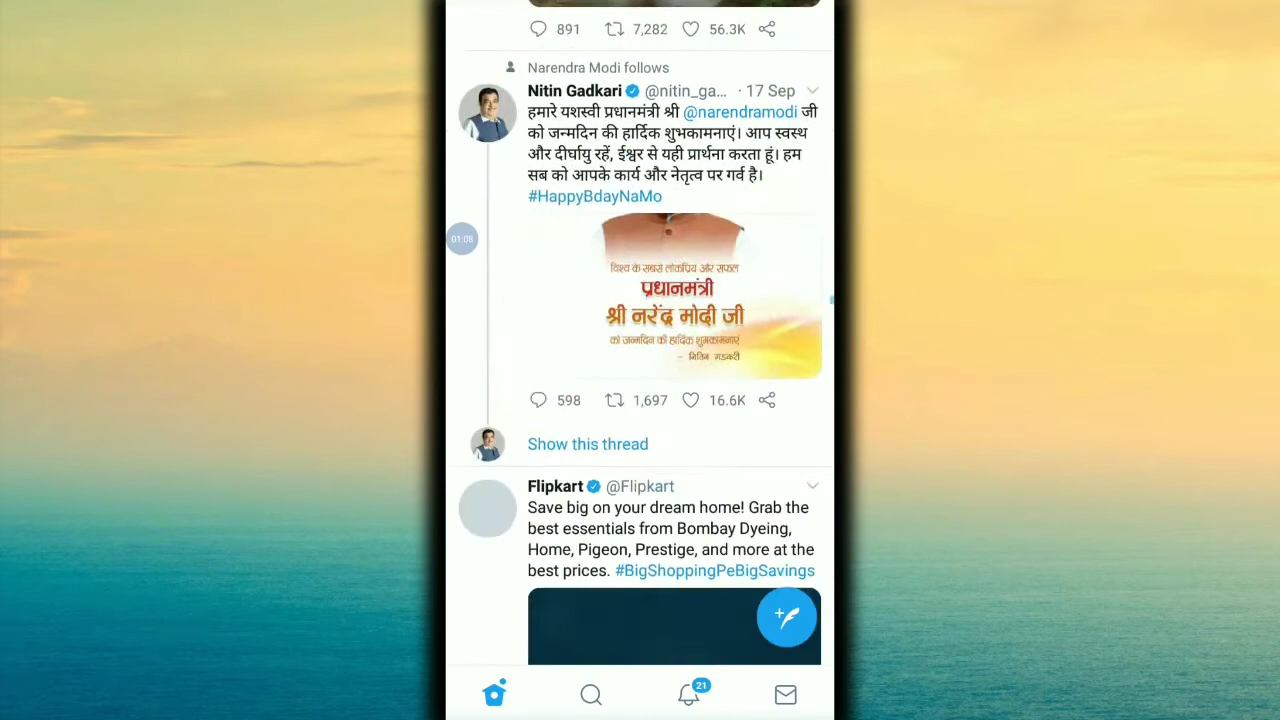 891 7,282 56.3K
Narendra Modi follows
Nitin Gadkari @nitin_ga... · 17 Sep
हमारे यशस्वी प्रधानमंत्री श्री @narendramodi जी
को जन्मदिन की हार्दिक शुभकामनाएं। आप स्वस्थ
और दीर्घायु रहें, ईश्वर से यही प्रार्थना करता हूं। हम
सब को आपके कार्य और नेतृत्व पर गर्व है।
#HappyBdayNaMo
01:08
विश्व के सबसे लोकप्रिय और सफल
प्रधानमंत्री
श्री नरेंद्र मोदी जी
को जन्मदिन की हार्दिक शुभकामनाएं
- नितिन गडकरी
598 1,697 16.6K
Show this thread
Flipkart @Flipkart
Save big on your dream home! Grab the
best essentials from Bombay Dyeing,
Home, Pigeon, Prestige, and more at the
best prices. #BigShoppingPeBigSavings
21